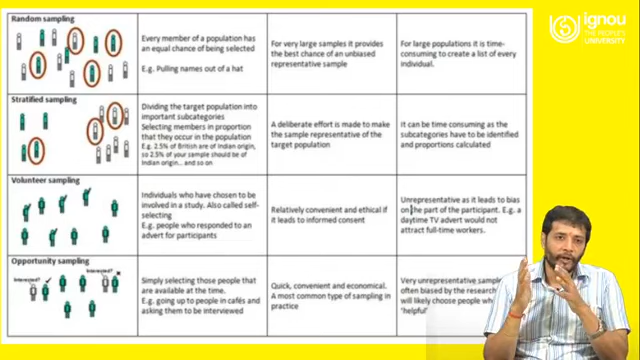 Random sampling
Every member of a population has
an equal chance of being selected
E.g. Pulling names out of a hat
For very large samples it provides
the best chance of an unbiased
representative sample
For large populations it is time-
consuming to create a list of every
individual.
Stratified sampling
Dividing the target population into
important subcategories
Selecting members in proportion
that they occur in the population
E.g. 2.5% of British are of Indian origin,
so 2.5% of your sample should be of
Indian origin... and so on
A deliberate effort is made to make
the sample representative of the
target population
It can be time consuming as the
subcategories have to be identified
and proportions calculated
Volunteer sampling
Individuals who have chosen to be
involved in a study. Also called self-
selecting
E.g. people who responded to an
advert for participants
Relatively convenient and ethical if
it leads to informed consent
Unrepresentative as it leads to bias
on the part of the participant. E.g. a
daytime TV advert would not
attract full-time workers.
Opportunity sampling
Interested?
Interested?
Simply selecting those people that
are available at the time.
E.g. going up to people in cafés and
asking them to be interviewed
Quick, convenient and economical.
A most common type of sampling in
practice
Very unrepresentative
often biased by the
will likely choose people
'helpful'
ignou
THE PEOPLE'S
UNIVERSITY